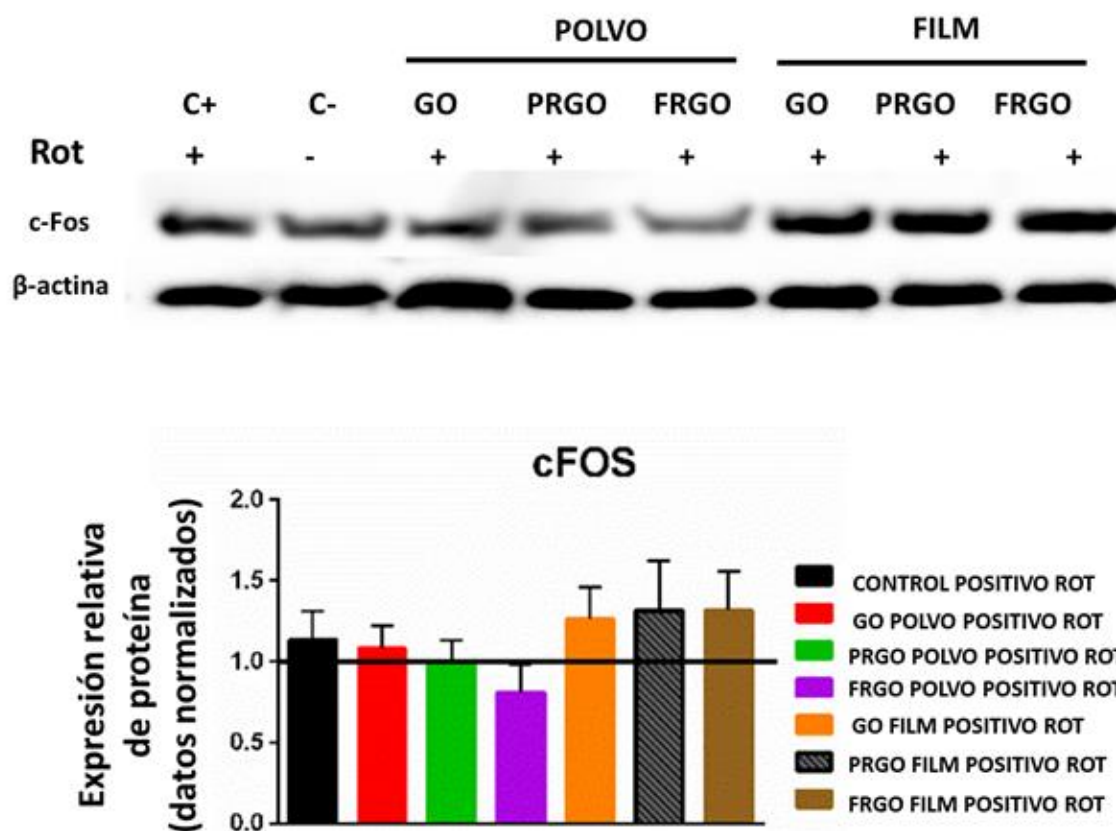 POLVO FILM
C+ C- GO PRGO FRGO GO PRGO FRGO
Rot + - + + + + + +
c-Fos
β-actina
cFOS
Expresión relativa
de proteína
(datos normalizados)
2.0
1.5
1.0
0.5
0.0
CONTROL POSITIVO ROT
GO POLVO POSITIVO ROT
PRGO POLVO POSITIVO ROT
FRGO POLVO POSITIVO ROT
GO FILM POSITIVO ROT
PRGO FILM POSITIVO ROT
FRGO FILM POSITIVO ROT